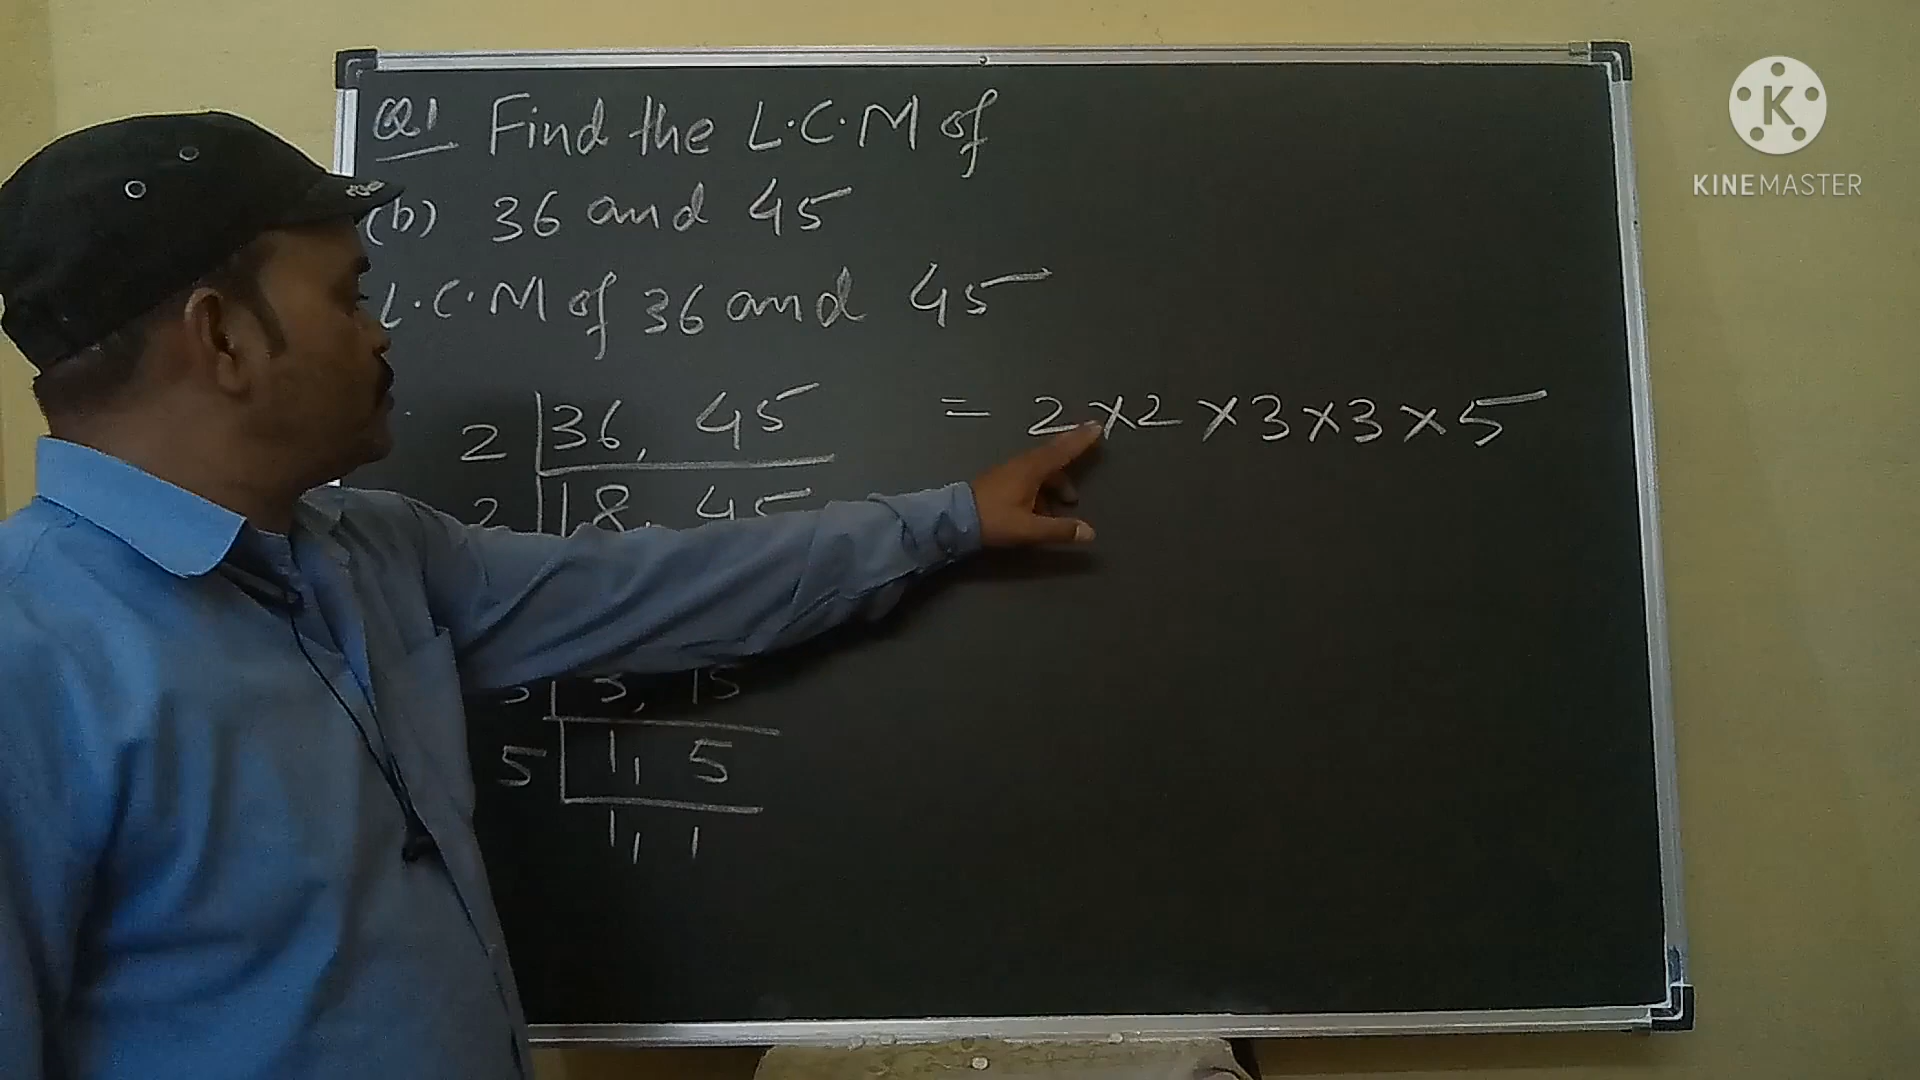 Q1 Find the L.C.M of
(b) 36 and 45
L.C.M of 36 and 45
2 36, 45
2 18, 45
3 3, 15
5 1, 5
1, 1
= 2×2×3×3×5
K
KINEMASTER